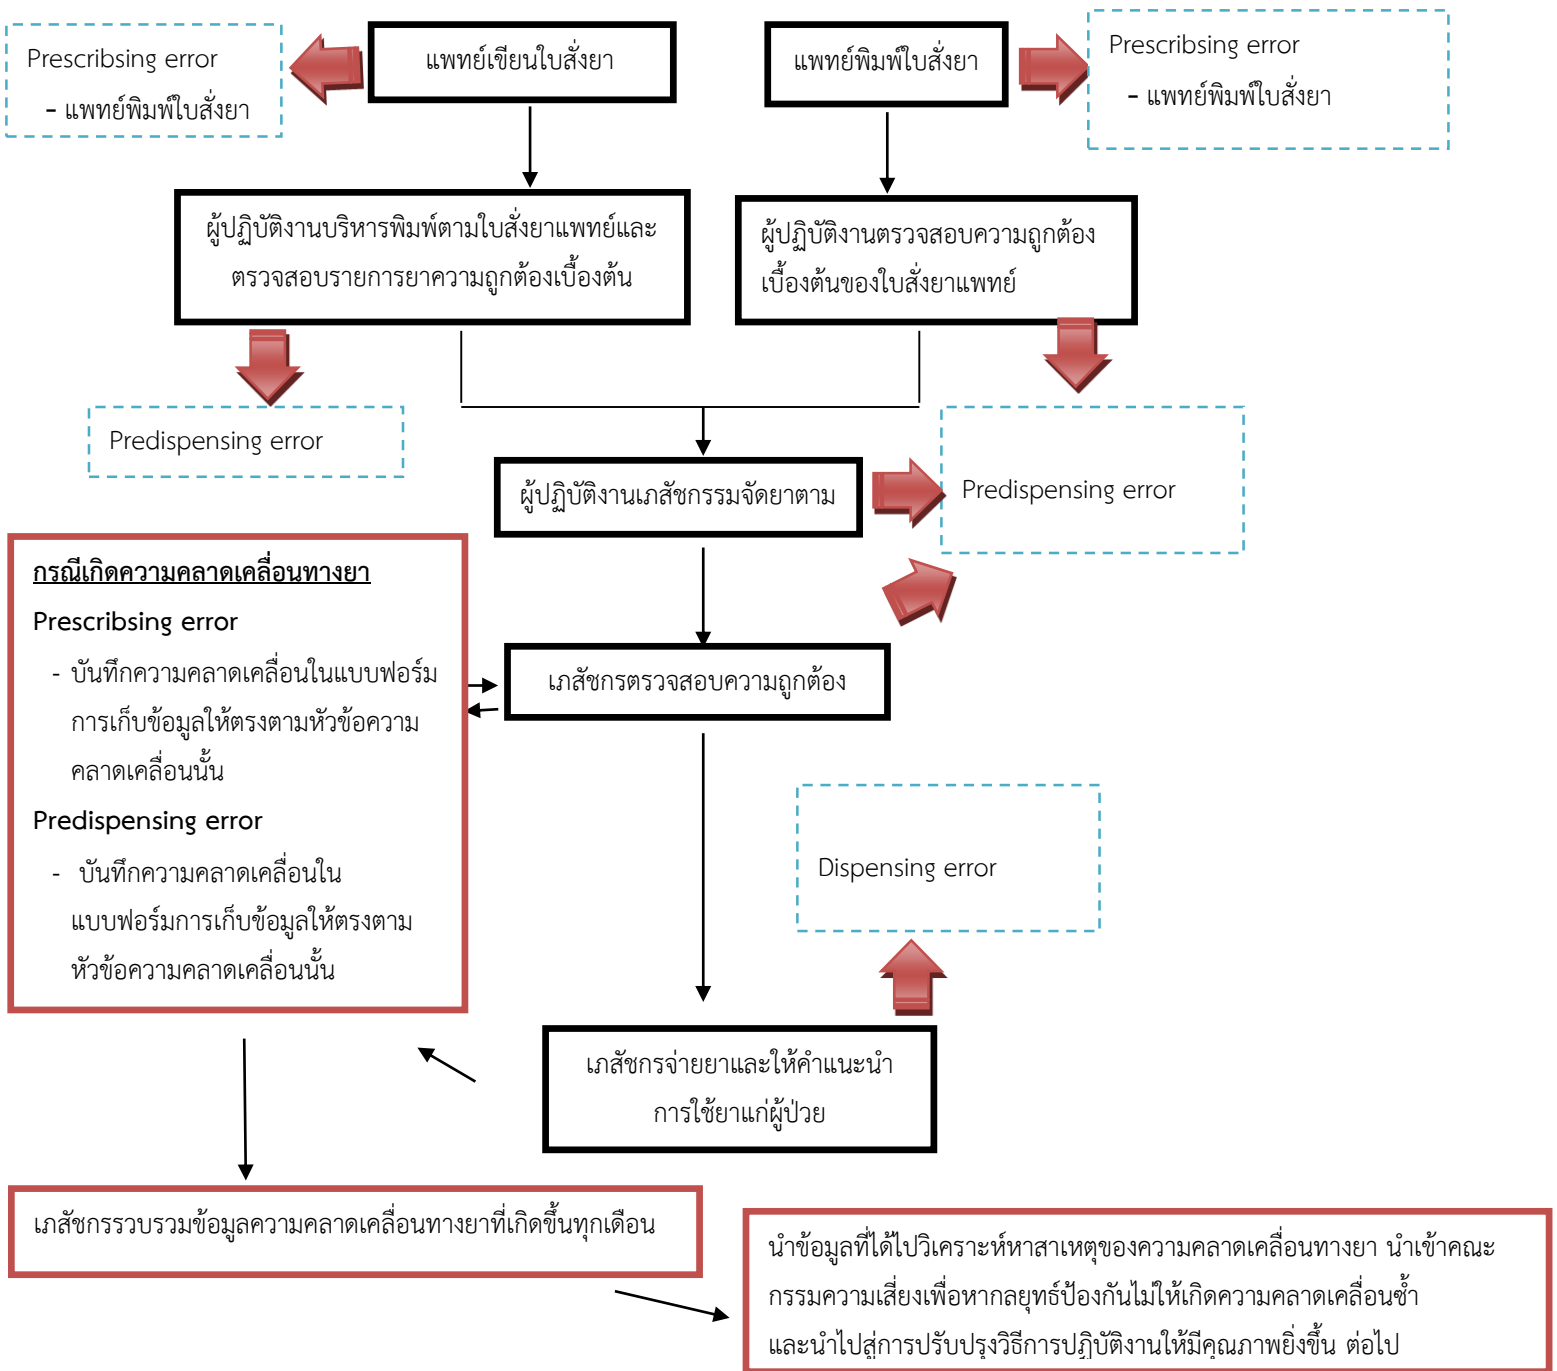 Prescribsing error
- แพทย์พิมพ์ใบสั่งยา
แพทย์เขียนใบสั่งยา
แพทย์พิมพ์ใบสั่งยา
Prescribsing error
- แพทย์พิมพ์ใบสั่งยา
ผู้ปฏิบัติงานบริหารพิมพ์ตามใบสั่งยาแพทย์และ
ตรวจสอบรายการยาความถูกต้องเบื้องต้น
ผู้ปฏิบัติงานตรวจสอบความถูกต้อง
เบื้องต้นของใบสั่งยาแพทย์
Predispensing error
ผู้ปฏิบัติงานเภสัชกรรมจัดยาตาม
Predispensing error
กรณีเกิดความคลาดเคลื่อนทางยา
Prescribsing error
- บันทึกความคลาดเคลื่อนในแบบฟอร์ม
การเก็บข้อมูลให้ตรงตามหัวข้อความ
คลาดเคลื่อนนั้น
Predispensing error
- บันทึกความคลาดเคลื่อนใน
แบบฟอร์มการเก็บข้อมูลให้ตรงตาม
หัวข้อความคลาดเคลื่อนนั้น
เภสัชกรตรวจสอบความถูกต้อง
Dispensing error
เภสัชกรจ่ายยาและให้คำแนะนำ
การใช้ยาแก่ผู้ป่วย
เภสัชกรรวบรวมข้อมูลความคลาดเคลื่อนทางยาที่เกิดขึ้นทุกเดือน
นำข้อมูลที่ได้ไปวิเคราะห์หาสาเหตุของความคลาดเคลื่อนทางยา นำเข้าคณะ
กรรมความเสี่ยงเพื่อหากลยุทธ์ป้องกันไม่ให้เกิดความคลาดเคลื่อนซ้ำ
และนำไปสู่การปรับปรุงวิธีการปฏิบัติงานให้มีคุณภาพยิ่งขึ้น ต่อไป